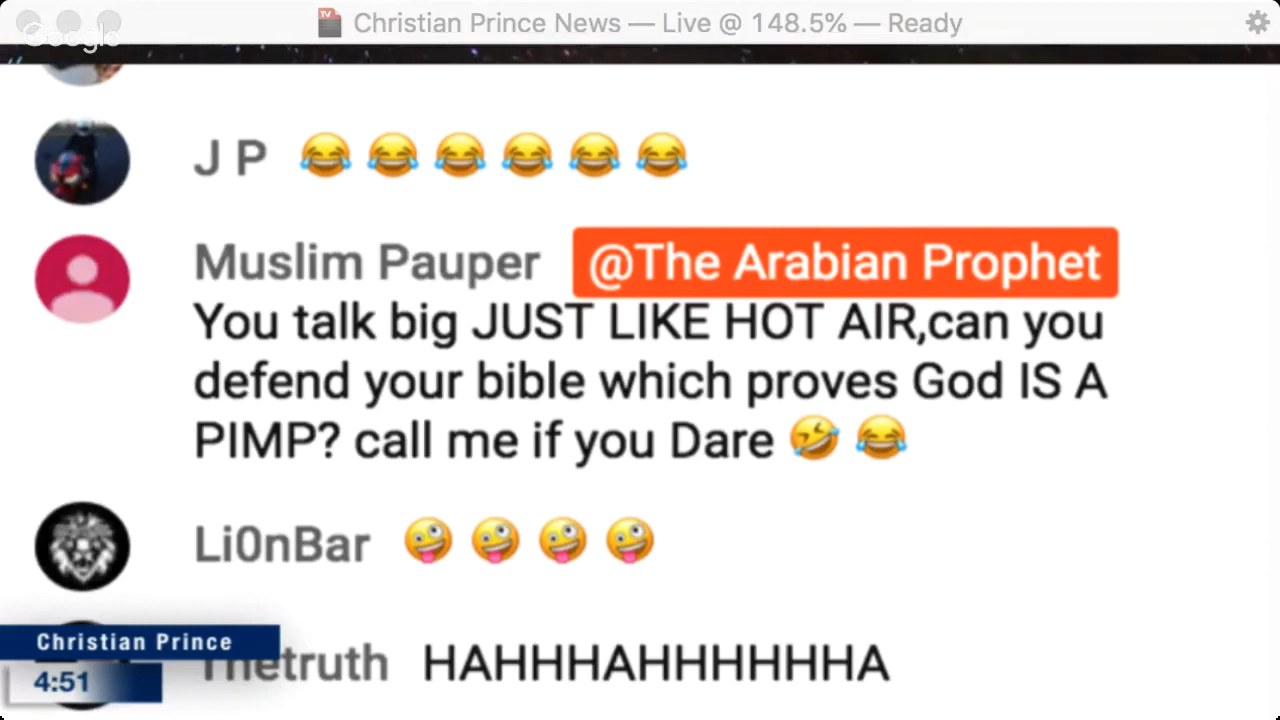 Christian Prince News — Live @ 148.5% — Ready
Google
J P 😂 😂 😂 😂 😂 😂
Muslim Pauper @The Arabian Prophet
You talk big JUST LIKE HOT AIR,can you
defend your bible which proves God IS A
PIMP? call me if you Dare 🤣 😂
Li0nBar 🤪 🤪 🤪 🤪
Thetruth HAHHHAHHHHHHHA
Christian Prince
4:51